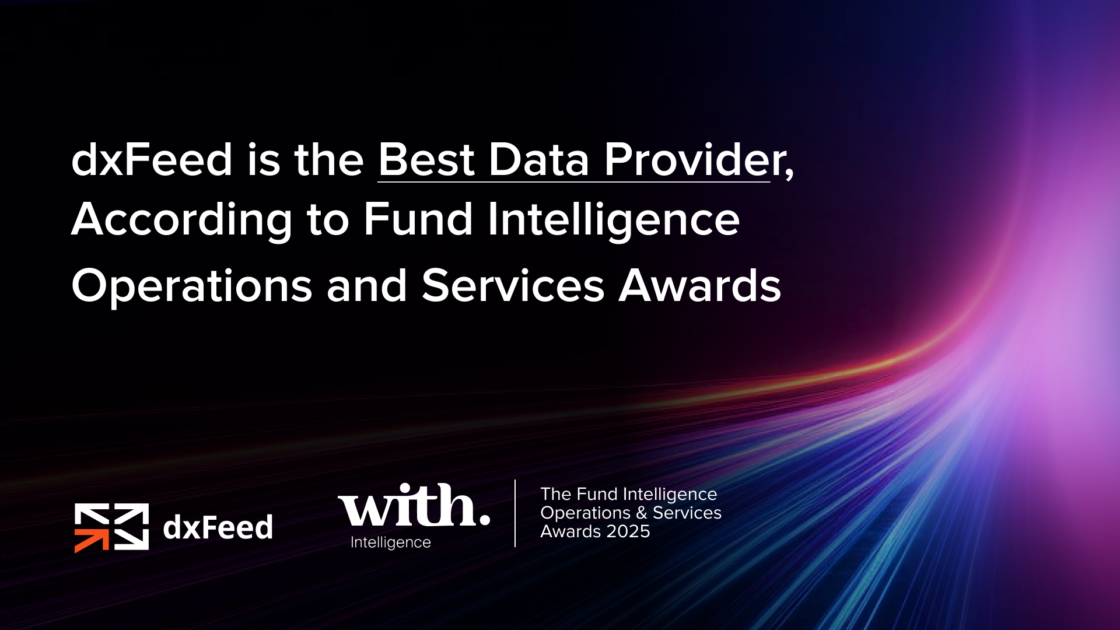 dxFeed is the Best Data Provider,
According to Fund Intelligence
Operations and Services Awards
dxFeed
with.
Intelligence
The Fund Intelligence
Operations & Services
Awards 2025